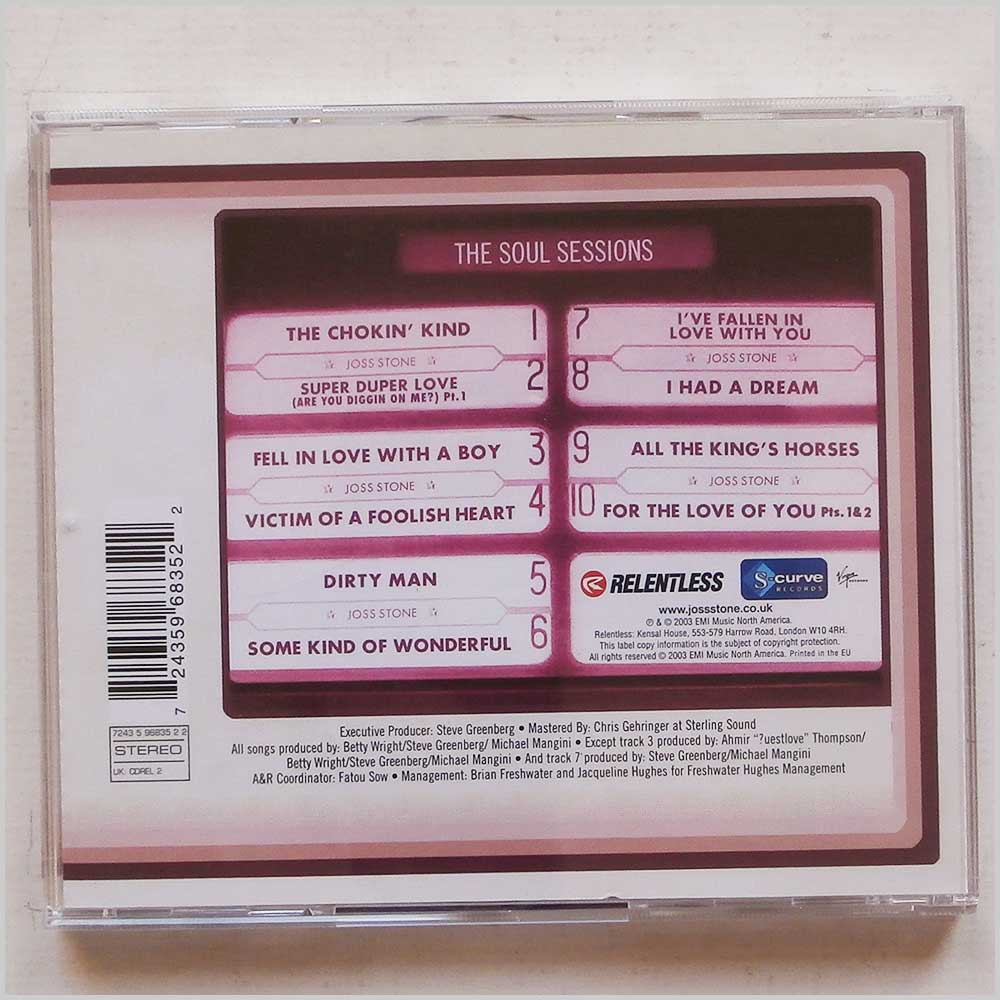 THE SOUL SESSIONS
THE CHOKIN' KIND 1
☆ JOSS STONE ☆
SUPER DUPER LOVE 2
(ARE YOU DIGGIN ON ME?) Pt.1
FELL IN LOVE WITH A BOY 3
☆ JOSS STONE ☆
VICTIM OF A FOOLISH HEART 4
DIRTY MAN 5
☆ JOSS STONE ☆
SOME KIND OF WONDERFUL 6
7 I'VE FALLEN IN
LOVE WITH YOU
☆ JOSS STONE ☆
8 I HAD A DREAM
9 ALL THE KING'S HORSES
☆ JOSS STONE ☆
10 FOR THE LOVE OF YOU Pts. 1&2
RELENTLESS S-curve RECORDS Virgin
www.jossstone.co.uk
℗ & © 2003 EMI Music North America.
Relentless: Kensal House, 553-579 Harrow Road, London W10 4RH.
This label copy information is the subject of copyright protection.
All rights reserved © 2003 EMI Music North America. Printed in the EU
7 24359 68352 2
7243 5 96835 2 2
STEREO
UK: CDREL 2
Executive Producer: Steve Greenberg • Mastered By: Chris Gehringer at Sterling Sound
All songs produced by: Betty Wright/Steve Greenberg/ Michael Mangini • Except track 3 produced by: Ahmir "?uestlove" Thompson/
Betty Wright/Steve Greenberg/Michael Mangini • And track 7 produced by: Steve Greenberg/Michael Mangini
A&R Coordinator: Fatou Sow • Management: Brian Freshwater and Jacqueline Hughes for Freshwater Hughes Management